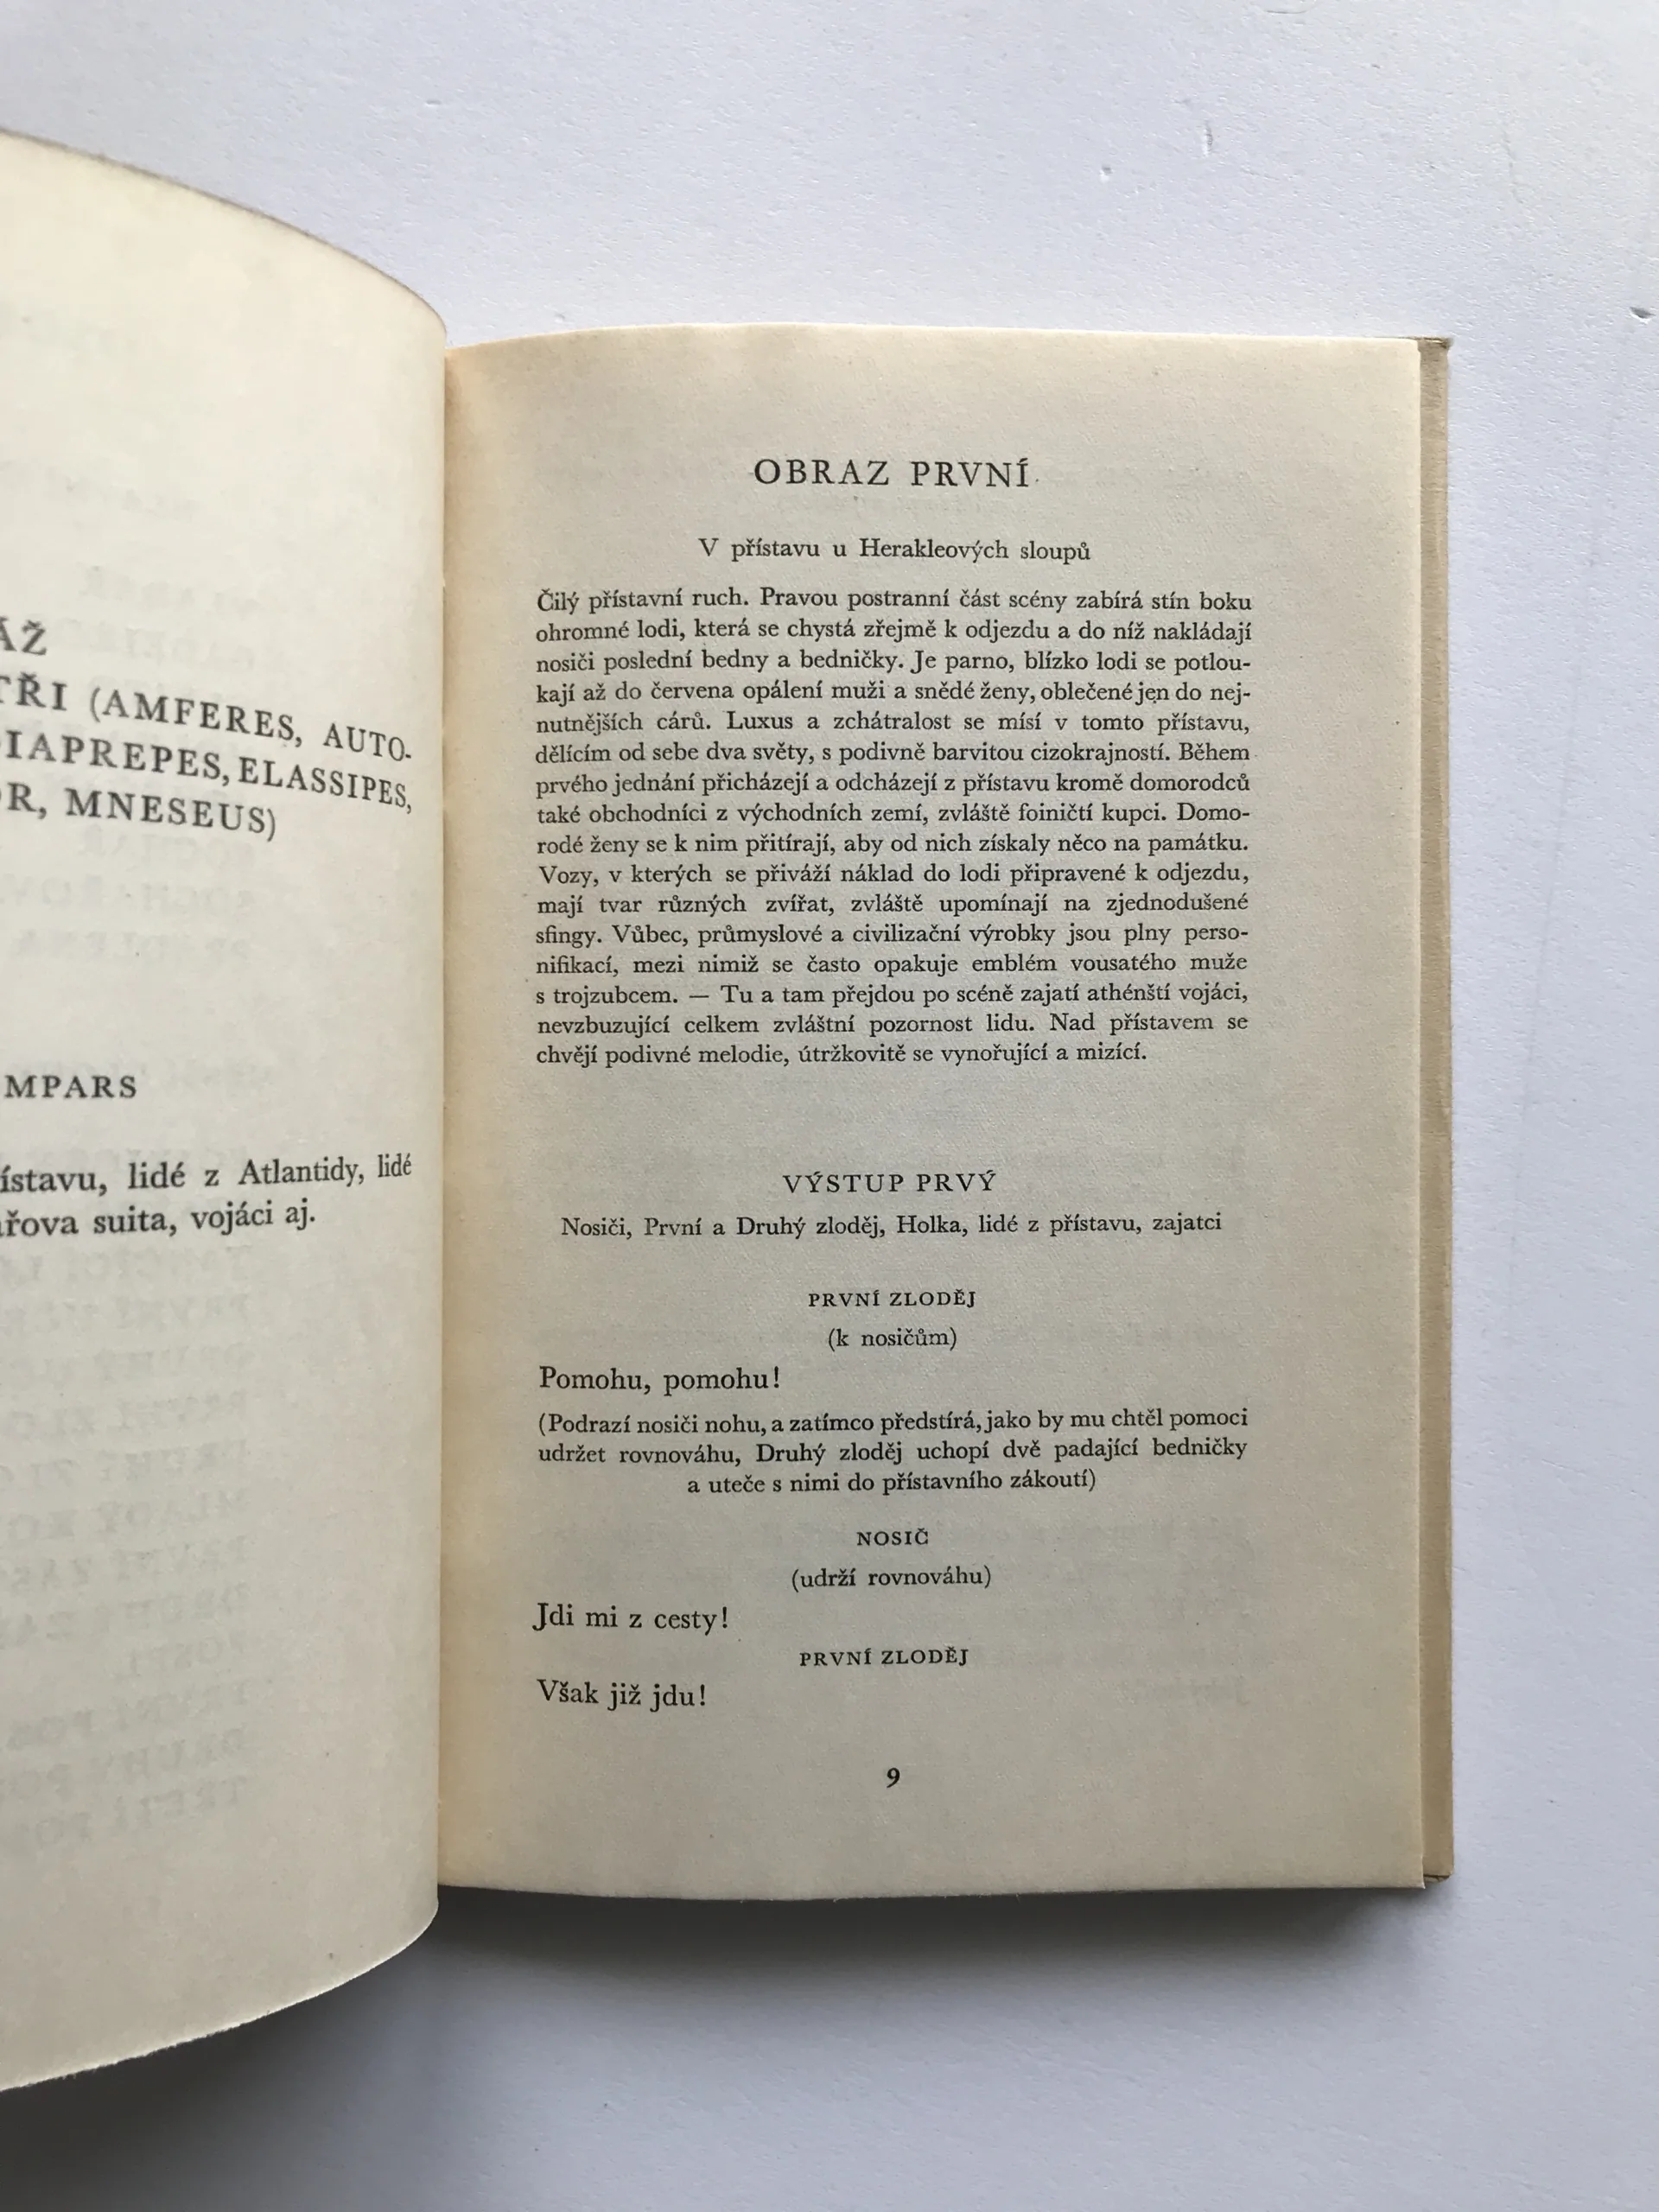 ÁŽ
TŘI (AMFERES, AUTO-
DIAPREPES, ELASSIPES,
R, MNESEUS)
MPARS
ístavu, lidé z Atlantidy, lidé
řova suita, vojáci aj.
OBRAZ PRVNÍ
V přístavu u Herakleových sloupů
Čilý přístavní ruch. Pravou postranní část scény zabírá stín boku
ohromné lodi, která se chystá zřejmě k odjezdu a do níž nakládají
nosiči poslední bedny a bedničky. Je parno, blízko lodi se potlou-
kají až do červena opálení muži a snědé ženy, oblečené jen do nej-
nutnějších cárů. Luxus a zchátralost se mísí v tomto přístavu,
dělícím od sebe dva světy, s podivně barvitou cizokrajností. Během
prvého jednání přicházejí a odcházejí z přístavu kromě domorodců
také obchodníci z východních zemí, zvláště foiničtí kupci. Domo-
rodé ženy se k nim přitírají, aby od nich získaly něco na památku.
Vozy, v kterých se přiváží náklad do lodi připravené k odjezdu,
mají tvar různých zvířat, zvláště upomínají na zjednodušené
sfingy. Vůbec, průmyslové a civilizační výrobky jsou plny perso-
nifikací, mezi nimiž se často opakuje emblém vousatého muže
s trojzubcem. — Tu a tam přejdou po scéně zajatí athénští vojáci,
nevzbuzující celkem zvláštní pozornost lidu. Nad přístavem se
chvějí podivné melodie, útržkovitě se vynořující a mizící.
VÝSTUP PRVÝ
Nosiči, První a Druhý zloděj, Holka, lidé z přístavu, zajatci
PRVNÍ ZLODĚJ
(k nosičům)
Pomohu, pomohu!
(Podrazí nosiči nohu, a zatímco předstírá, jako by mu chtěl pomoci
udržet rovnováhu, Druhý zloděj uchopí dvě padající bedničky
a uteče s nimi do přístavního zákoutí)
NOSIČ
(udrží rovnováhu)
Jdi mi z cesty!
PRVNÍ ZLODĚJ
Však již jdu!
9